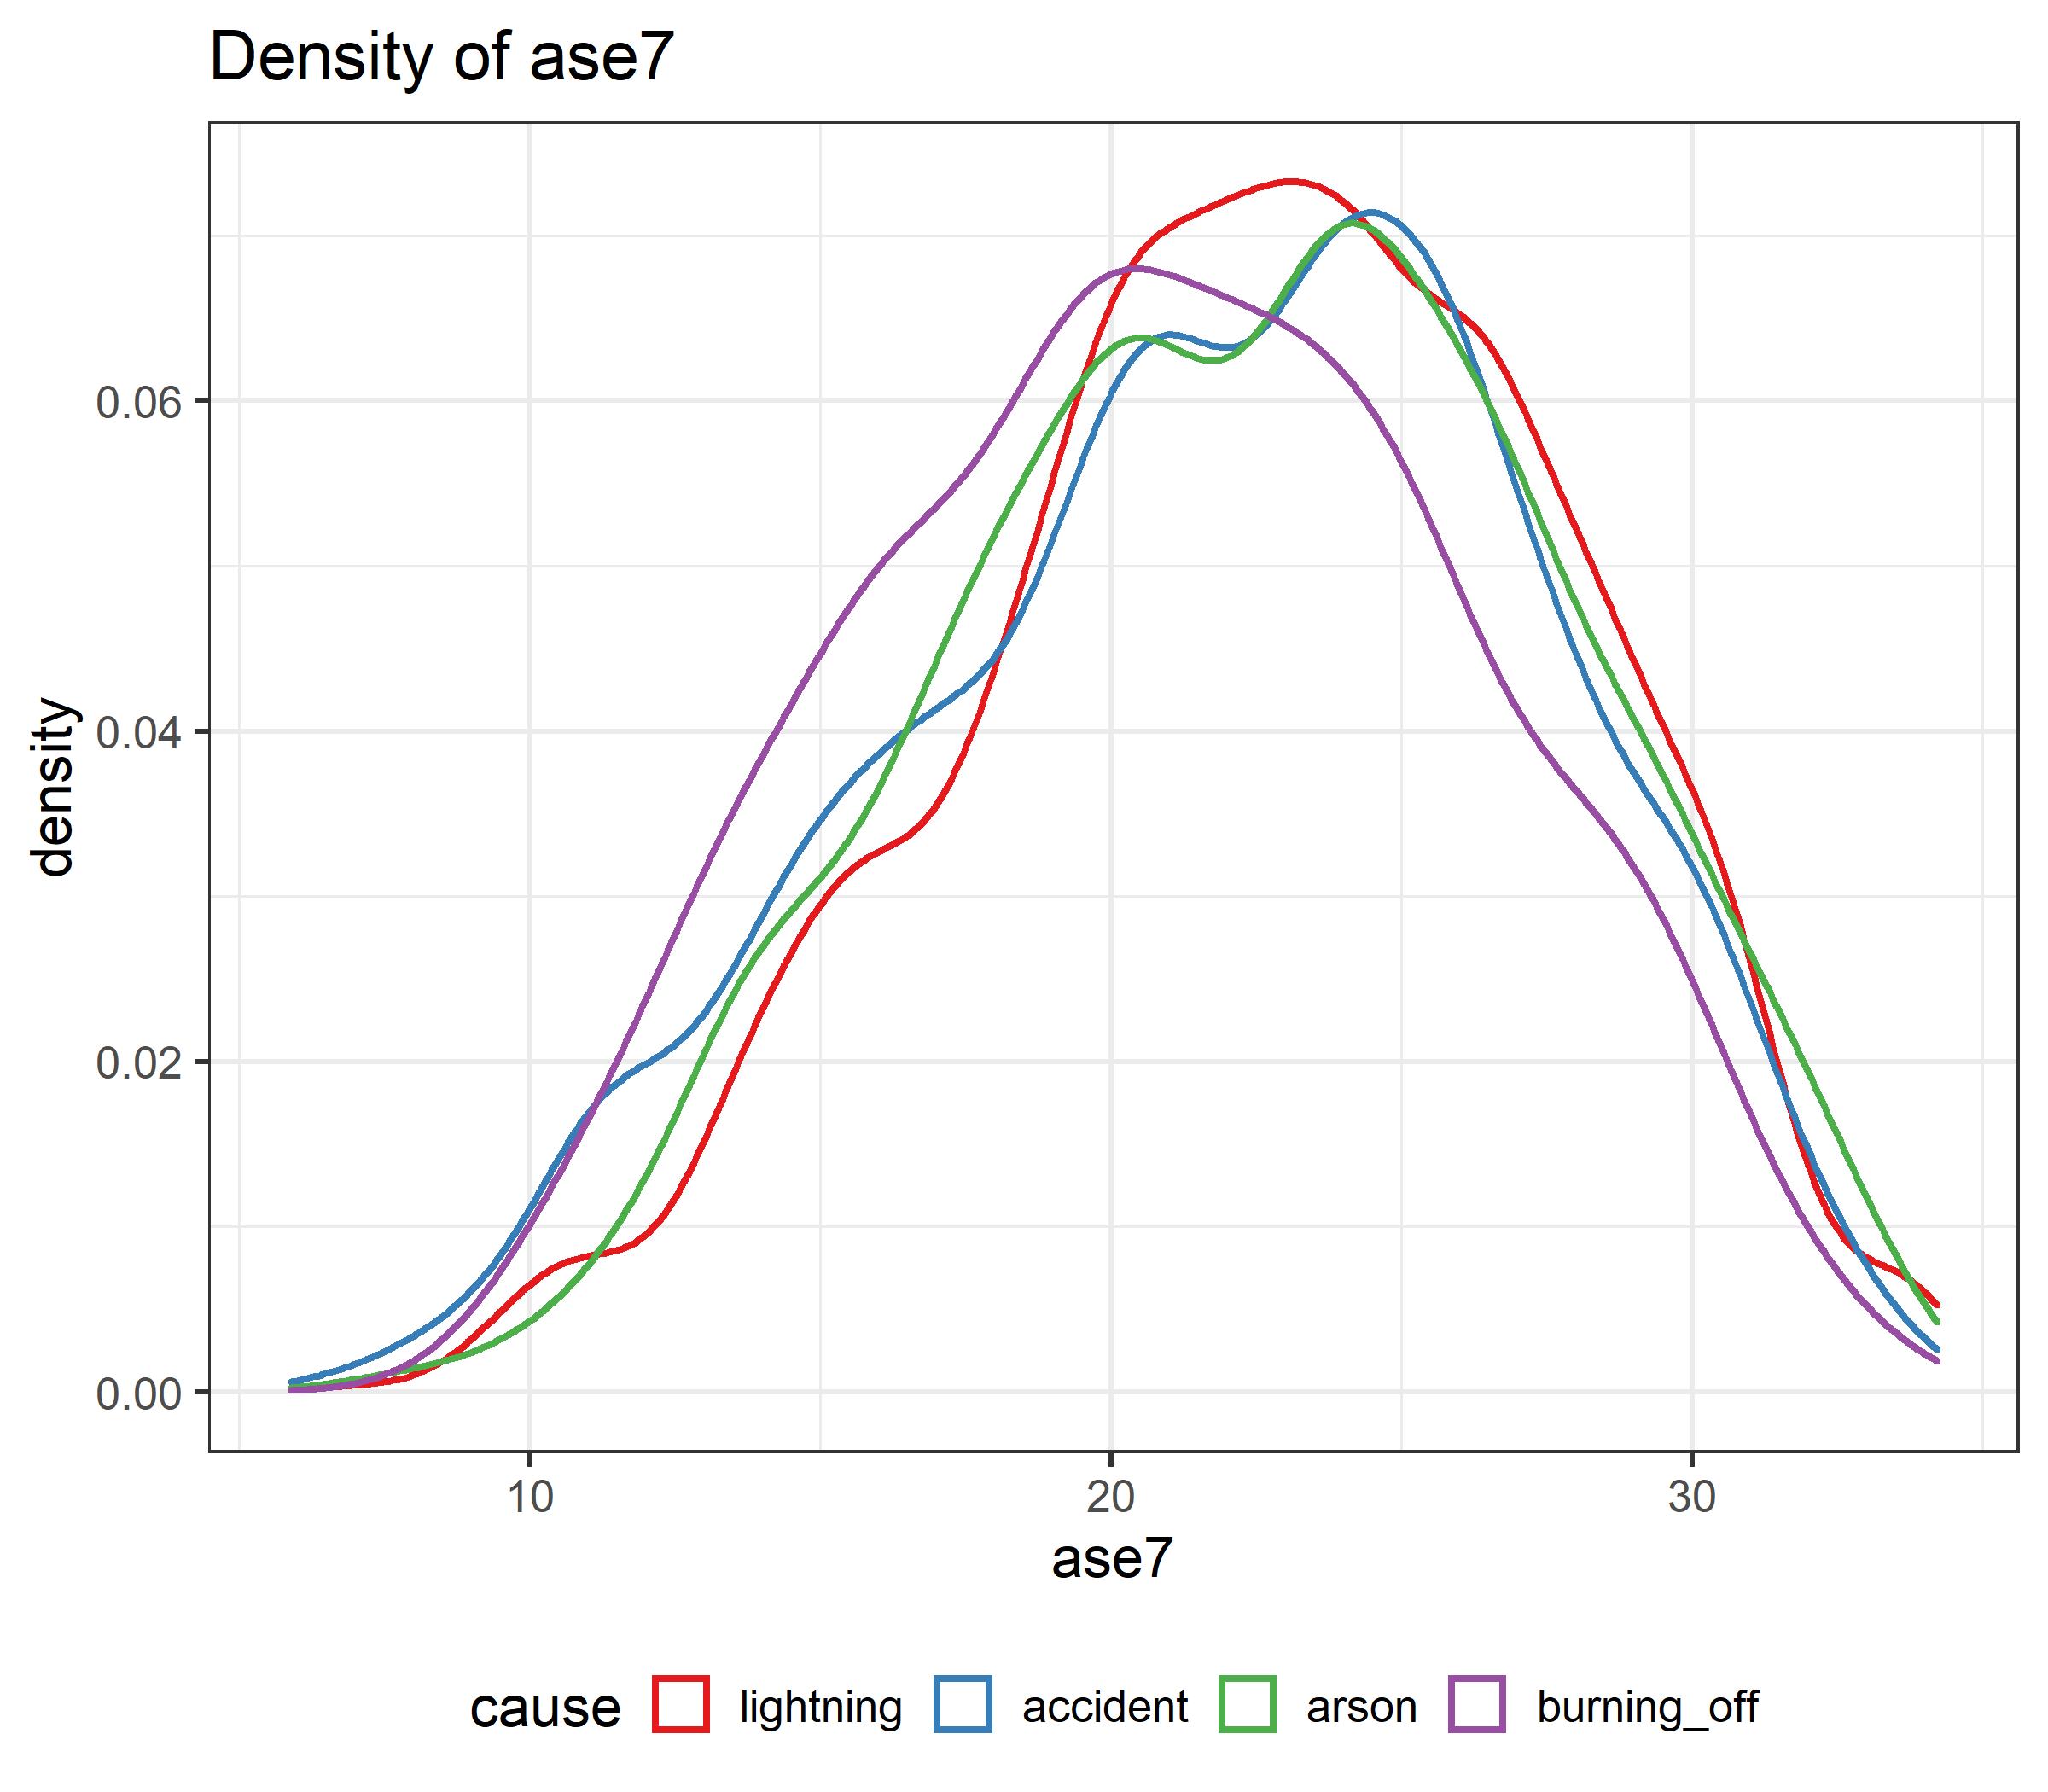 Density of ase7
density
0.06
0.04
0.02
0.00
10 20 30
ase7
cause lightning accident arson burning_off